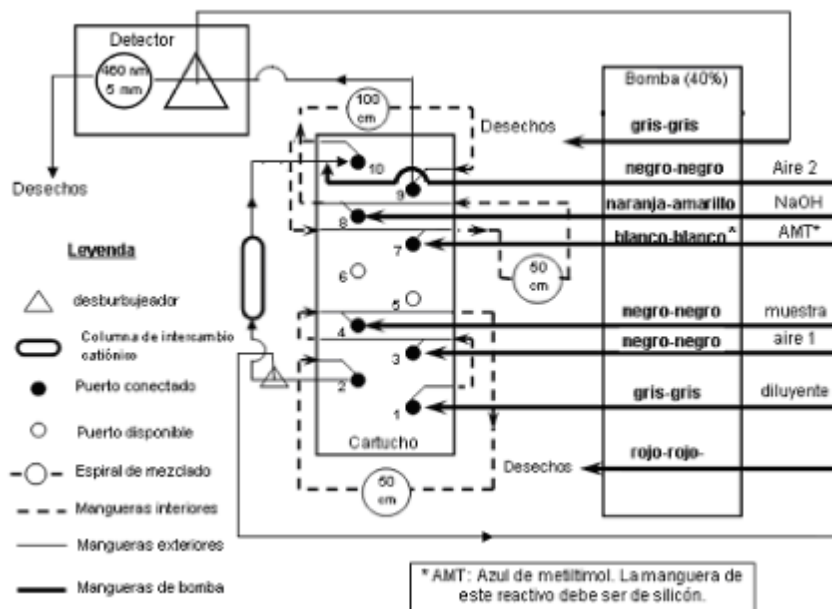 Detector
460 nm
5 mm
Desechos
100
cm
Desechos
Bomba (40%)
gris-gris
negro-negro
Aire 2
naranja-amarillo
NaOH
blanco-blanco*
AMT*
negro-negro
muestra
negro-negro
aire 1
gris-gris
diluyente
rojo-rojo-
Desechos
10
9
8
7
6
5
4
3
2
1
Cartucho
50
cm
50
cm
Leyenda
desburbujeador
Columna de intercambio
catiónico
Puerto conectado
Puerto disponible
Espiral de mezclado
Mangueras interiores
Mangueras exteriores
Mangueras de bomba
*AMT: Azul de metiltimol. La manguera de
este reactivo debe ser de silicón.